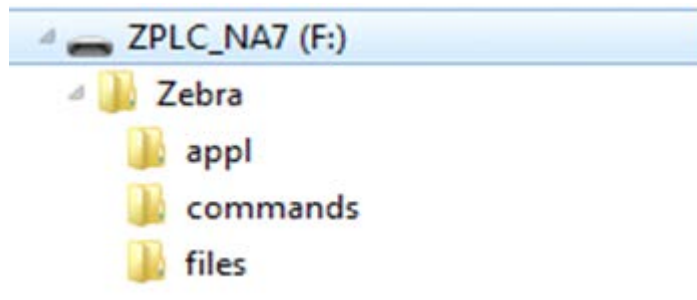 ZPLC_NA7 (F:)
Zebra
appl
commands
files